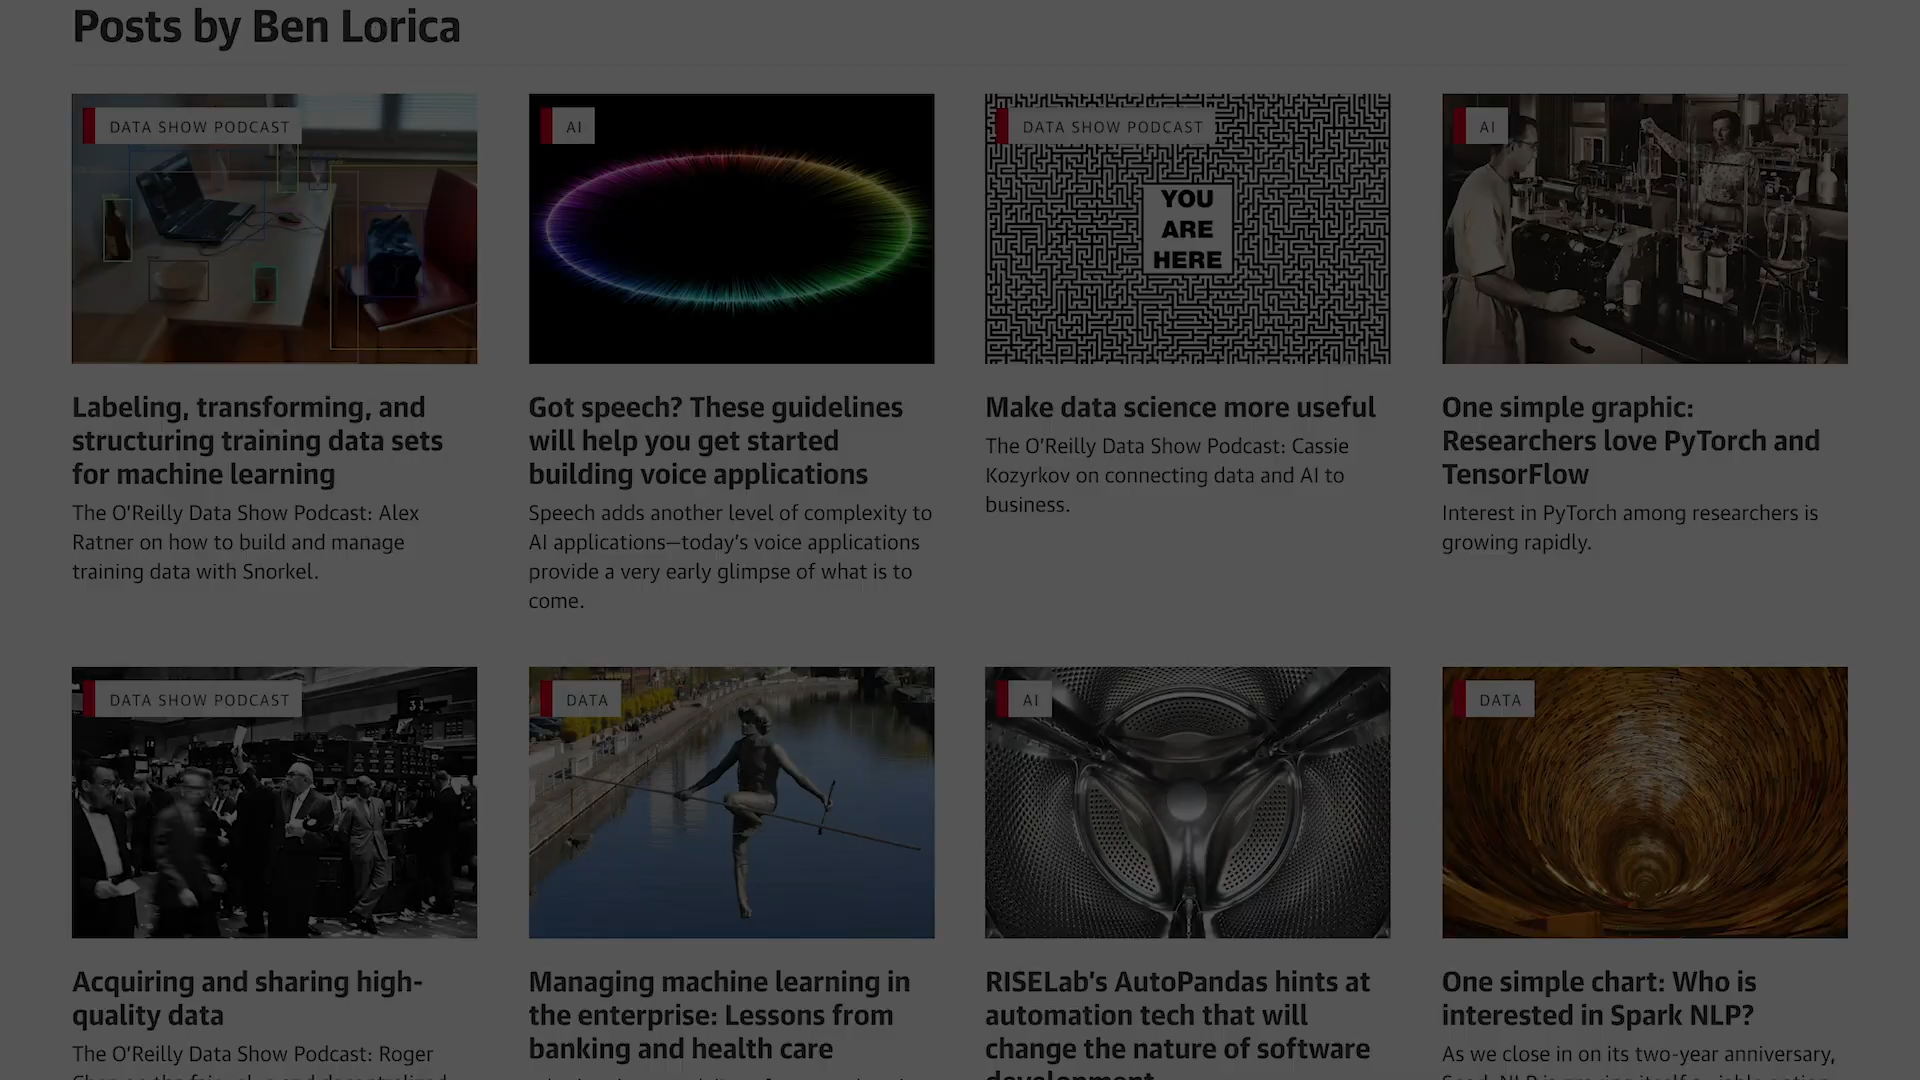 Posts by Ben Lorica
DATA SHOW PODCAST
Labeling, transforming, and
structuring training data sets
for machine learning
The O'Reilly Data Show Podcast: Alex
Ratner on how to build and manage
training data with Snorkel.
AI
Got speech? These guidelines
will help you get started
building voice applications
Speech adds another level of complexity to
AI applications—today's voice applications
provide a very early glimpse of what is to
come.
DATA SHOW PODCAST
YOU
ARE
HERE
Make data science more useful
The O'Reilly Data Show Podcast: Cassie
Kozyrkov on connecting data and AI to
business.
AI
One simple graphic:
Researchers love PyTorch and
TensorFlow
Interest in PyTorch among researchers is
growing rapidly.
DATA SHOW PODCAST
Acquiring and sharing high-
quality data
The O'Reilly Data Show Podcast: Roger
DATA
Managing machine learning in
the enterprise: Lessons from
banking and health care
AI
RISELab's AutoPandas hints at
automation tech that will
change the nature of software
development
DATA
One simple chart: Who is
interested in Spark NLP?
As we close in on its two-year anniversary,